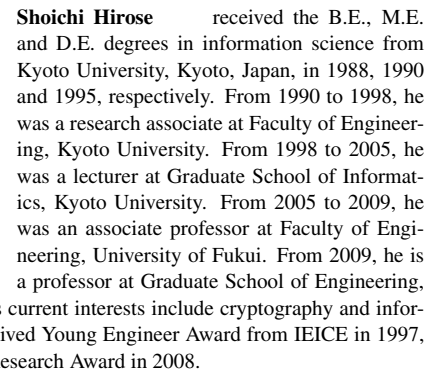 Shoichi Hirose received the B.E., M.E.
and D.E. degrees in information science from
Kyoto University, Kyoto, Japan, in 1988, 1990
and 1995, respectively. From 1990 to 1998, he
was a research associate at Faculty of Engineer-
ing, Kyoto University. From 1998 to 2005, he
was a lecturer at Graduate School of Informat-
ics, Kyoto University. From 2005 to 2009, he
was an associate professor at Faculty of Engi-
neering, University of Fukui. From 2009, he is
a professor at Graduate School of Engineering,
current interests include cryptography and infor-
Young Engineer Award from IEICE in 1997,
Award in 2008.